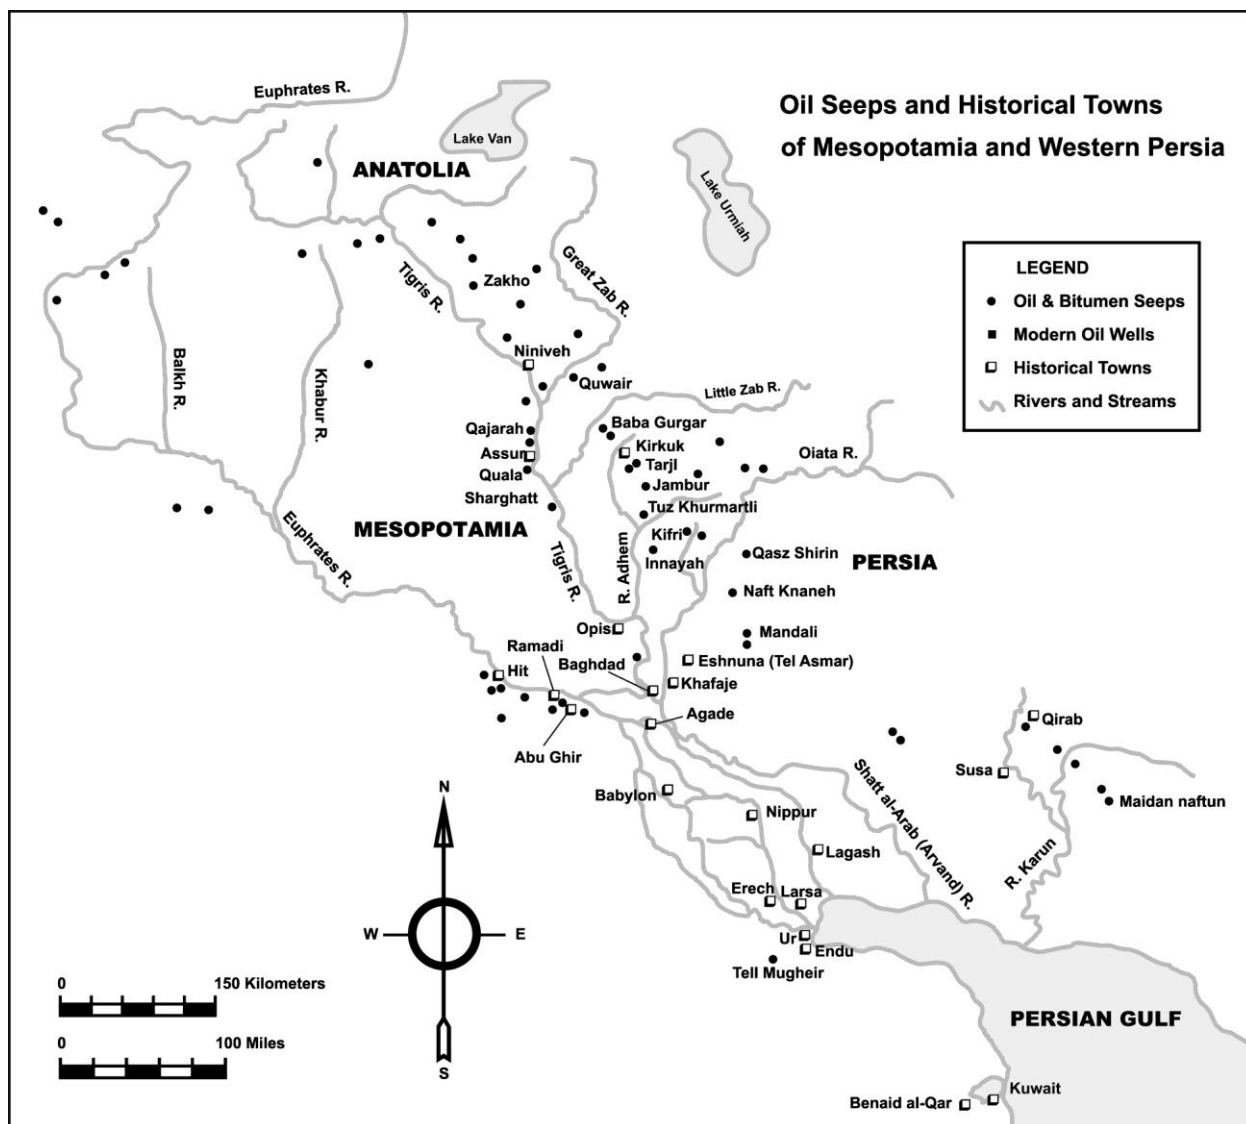 Oil Seeps and Historical Towns
of Mesopotamia and Western Persia
Euphrates R.
Lake Van
ANATOLIA
Lake Urmiah
LEGEND
Oil & Bitumen Seeps
Modern Oil Wells
Historical Towns
Rivers and Streams
Great Zab R.
Zakho
Tigris R.
Niniveh
Balkh R.
Khabur R.
Quwair
Little Zab R.
Qajarah
Baba Gurgar
Assur
Kirkuk
Oiata R.
Quala
Tarjl
Sharghatt
Jambur
MESOPOTAMIA
Tuz Khurmartli
Euphrates R.
Tigris R.
R. Adhem
Kifri
Innayah
Qasz Shirin
PERSIA
Naft Knaneh
Opis
Mandali
Ramadi
Baghdad
Eshnuna (Tel Asmar)
Hit
Khafaje
Agade
Qirab
Abu Ghir
Shatt al-Arab (Arvand) R.
Susa
Babylon
Maidan naftun
Nippur
N
Lagash
R. Karun
Erech
Larsa
W
E
Ur
Endu
Tell Mugheir
0
150 Kilometers
PERSIAN GULF
0
100 Miles
S
Kuwait
Benaid al-Qar